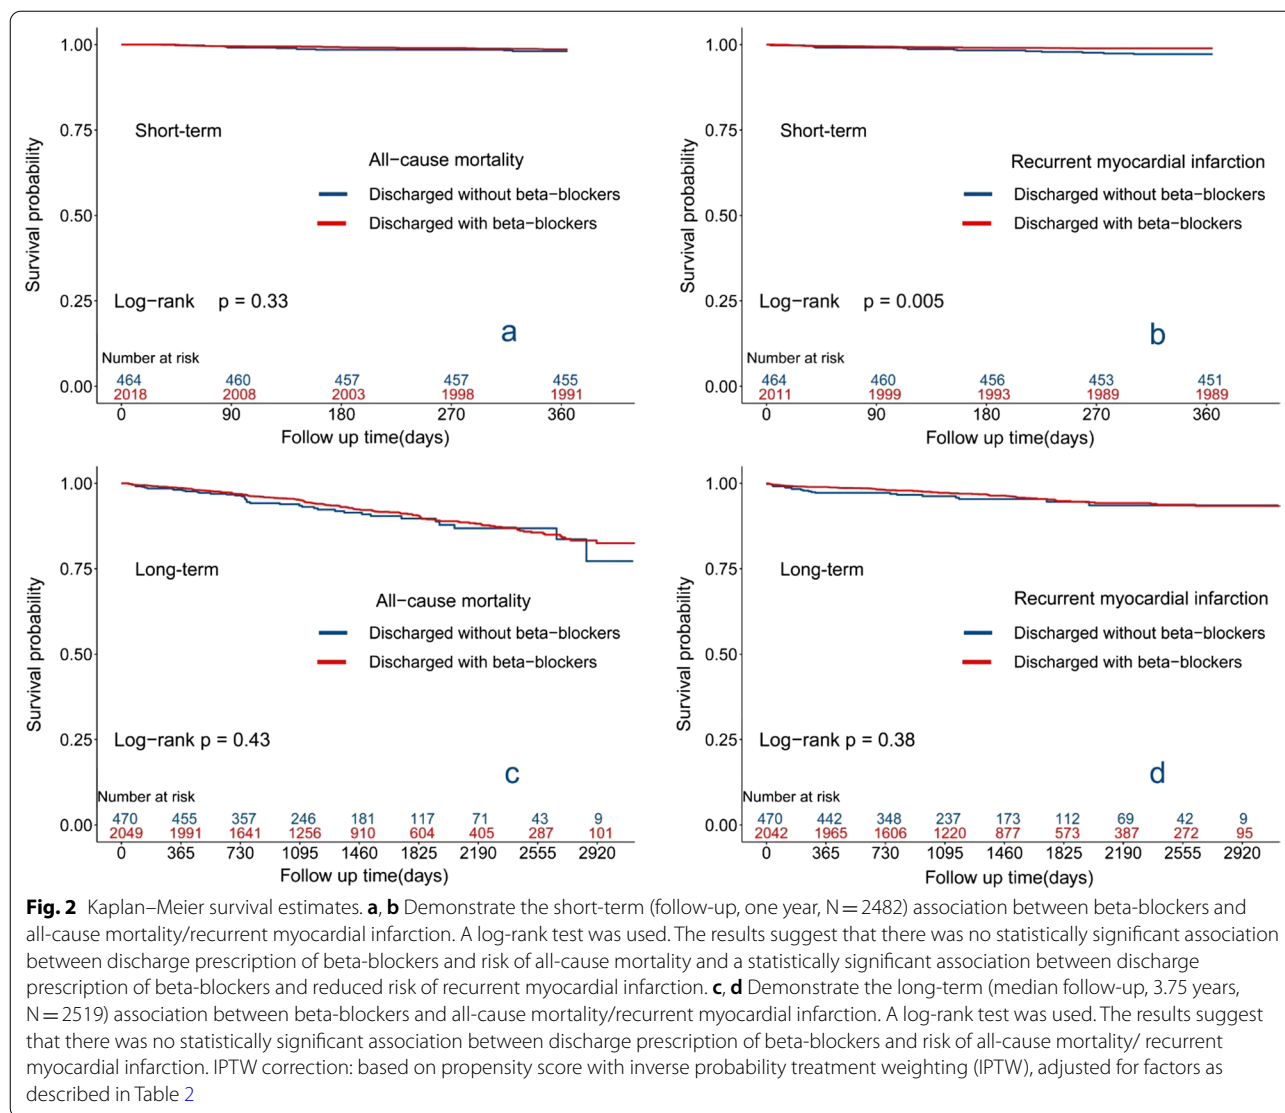 1.00
0.75
0.50
0.25
0.00
Survival probability
Short-term
All-cause mortality
Discharged without beta-blockers
Discharged with beta-blockers
Log-rank p = 0.33
a
Number at risk
464 460 457 457 455
2018 2008 2003 1998 1991
0 90 180 270 360
Follow up time(days)
1.00
0.75
0.50
0.25
0.00
Survival probability
Short-term
Recurrent myocardial infarction
Discharged without beta-blockers
Discharged with beta-blockers
Log-rank p = 0.005
b
Number at risk
464 460 456 453 451
2011 1999 1993 1989 1989
0 90 180 270 360
Follow up time(days)
1.00
0.75
0.50
0.25
0.00
Survival probability
Long-term
All-cause mortality
Discharged without beta-blockers
Discharged with beta-blockers
Log-rank p = 0.43
c
Number at risk
470 455 357 246 181 117 71 43 9
2049 1991 1641 1256 910 604 405 287 101
0 365 730 1095 1460 1825 2190 2555 2920
Follow up time(days)
1.00
0.75
0.50
0.25
0.00
Survival probability
Long-term
Recurrent myocardial infarction
Discharged without beta-blockers
Discharged with beta-blockers
Log-rank p = 0.38
d
Number at risk
470 442 348 237 173 112 69 42 9
2042 1965 1606 1220 877 573 387 272 95
0 365 730 1095 1460 1825 2190 2555 2920
Follow up time(days)
Fig. 2 Kaplan–Meier survival estimates. a, b Demonstrate the short-term (follow-up, one year, N = 2482) association between beta-blockers and
all-cause mortality/recurrent myocardial infarction. A log-rank test was used. The results suggest that there was no statistically significant association
between discharge prescription of beta-blockers and risk of all-cause mortality and a statistically significant association between discharge
prescription of beta-blockers and reduced risk of recurrent myocardial infarction. c, d Demonstrate the long-term (median follow-up, 3.75 years,
N = 2519) association between beta-blockers and all-cause mortality/recurrent myocardial infarction. A log-rank test was used. The results suggest
that there was no statistically significant association between discharge prescription of beta-blockers and risk of all-cause mortality/ recurrent
myocardial infarction. IPTW correction: based on propensity score with inverse probability treatment weighting (IPTW), adjusted for factors as
described in Table 2